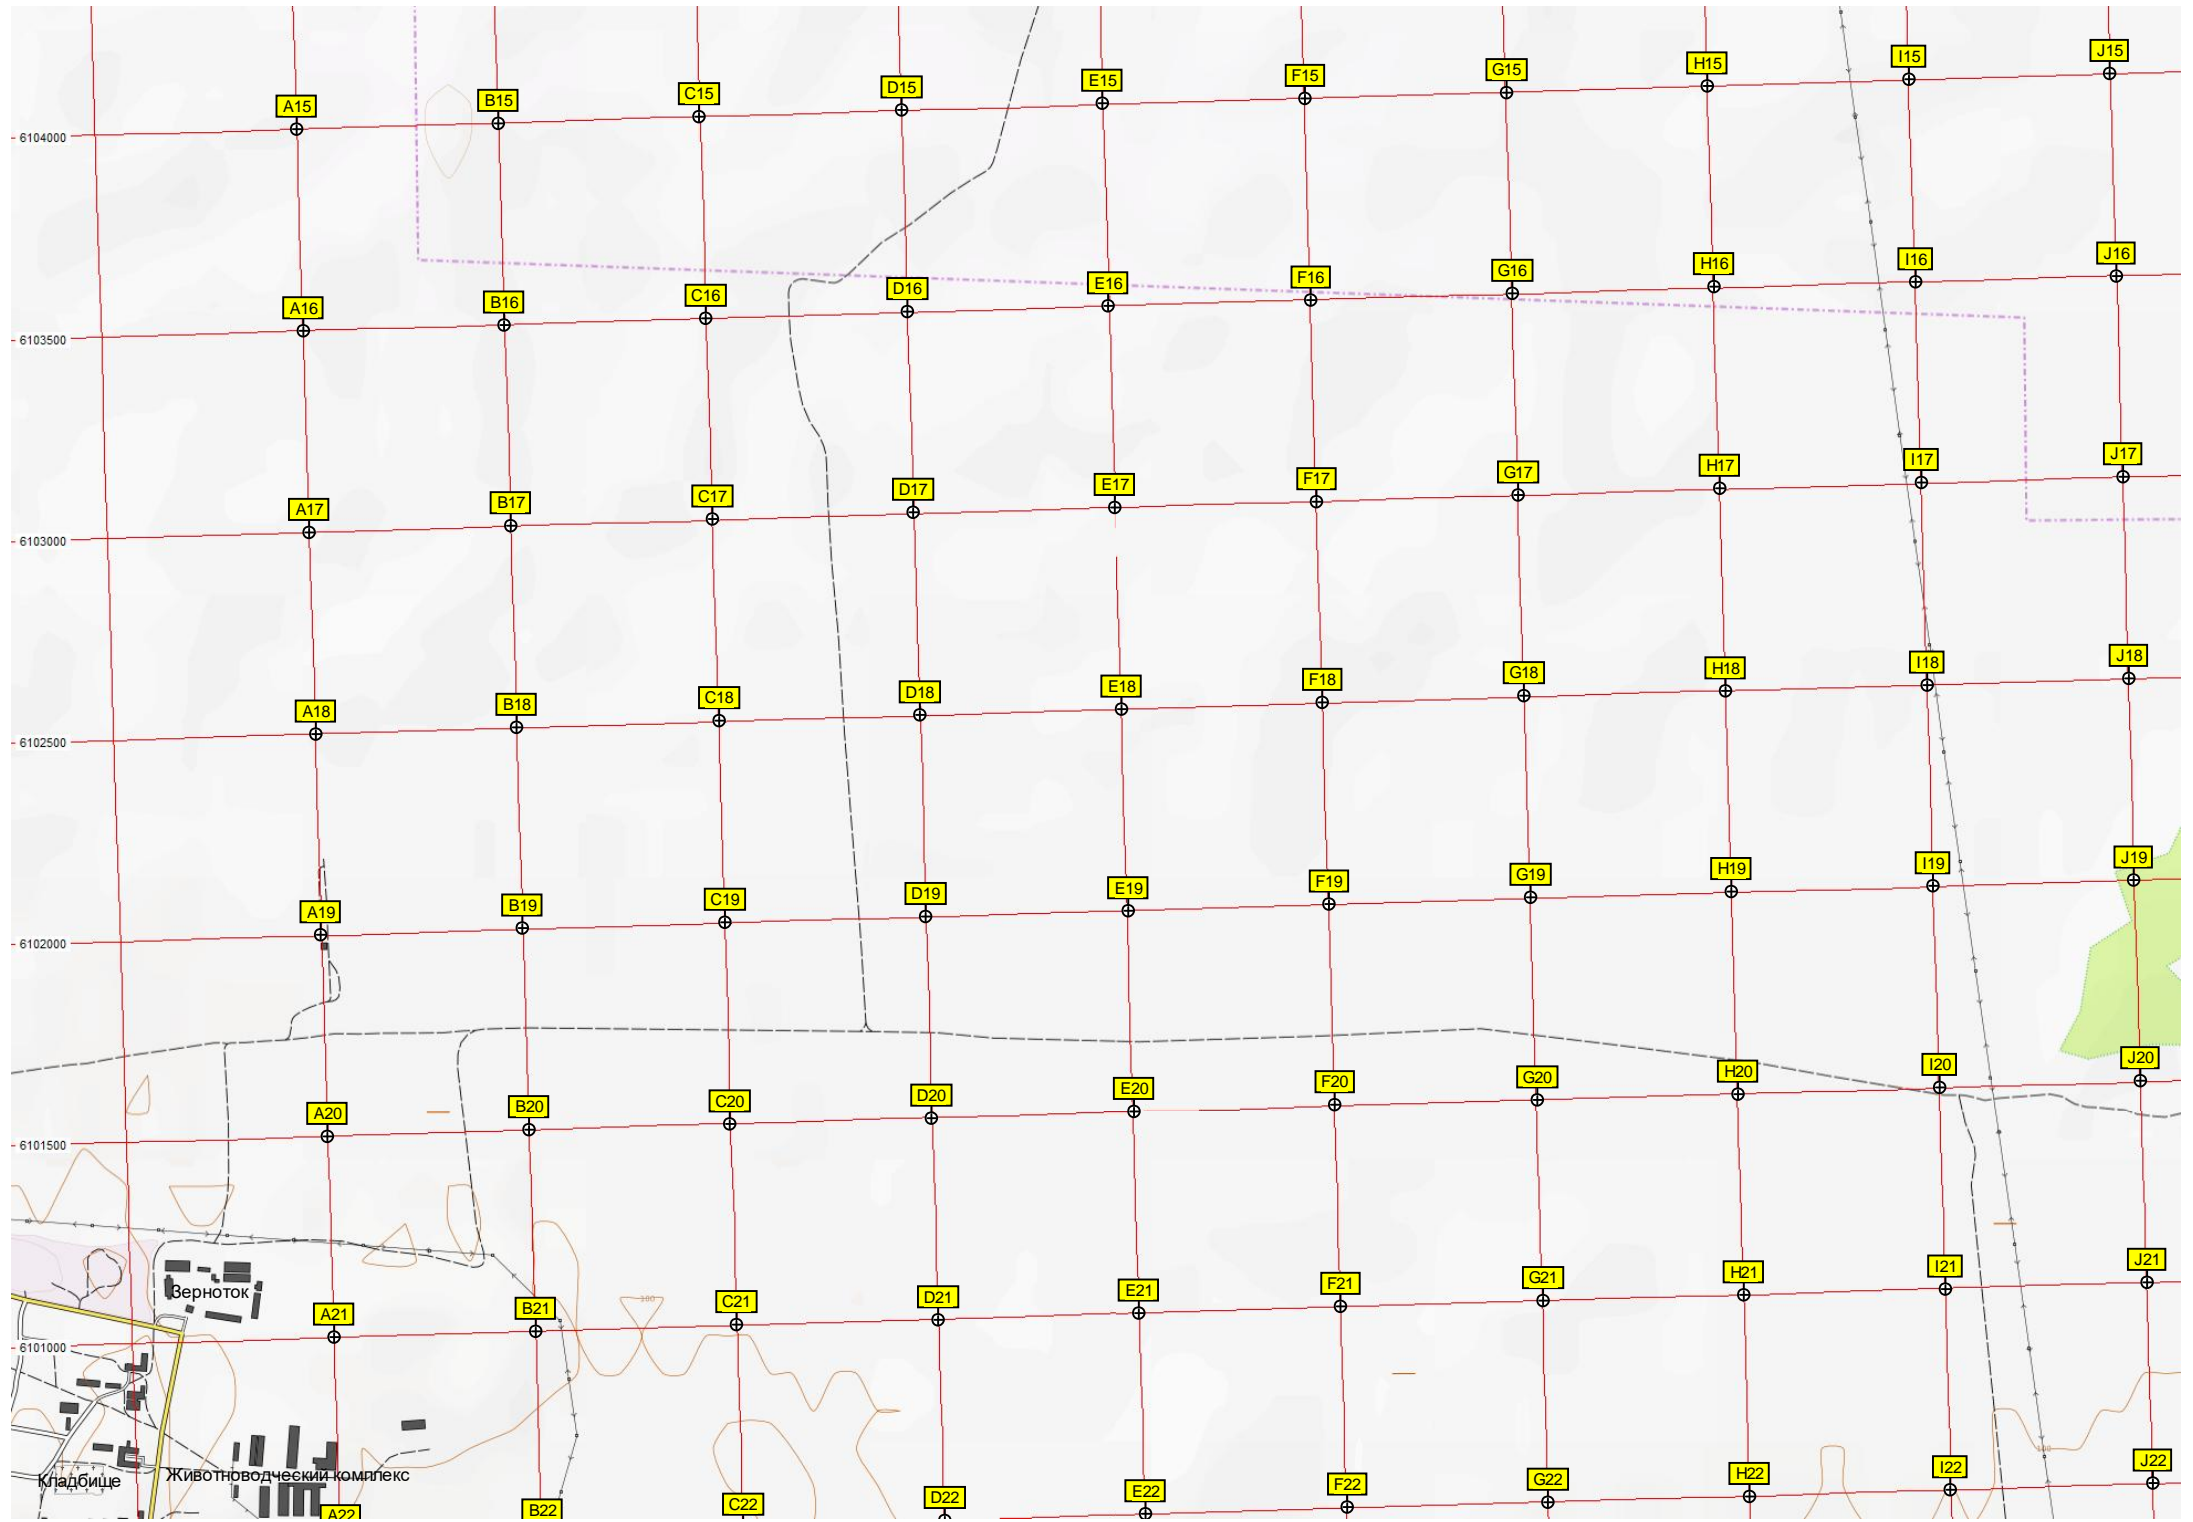 A15 B15 C15 D15 E15 F15 G15 H15 I15 J15
6104000
A16 B16 C16 D16 E16 F16 G16 H16 I16 J16
6103500
A17 B17 C17 D17 E17 F17 G17 H17 I17 J17
6103000
A18 B18 C18 D18 E18 F18 G18 H18 I18 J18
6102500
A19 B19 C19 D19 E19 F19 G19 H19 I19 J19
6102000
A20 B20 C20 D20 E20 F20 G20 H20 I20 J20
6101500
A21 B21 C21 D21 E21 F21 G21 H21 I21 J21
Зерноток
100
6101000
100
Животноводческий комплекс
Кладбище
A22 B22 C22 D22 E22 F22 G22 H22 I22 J22